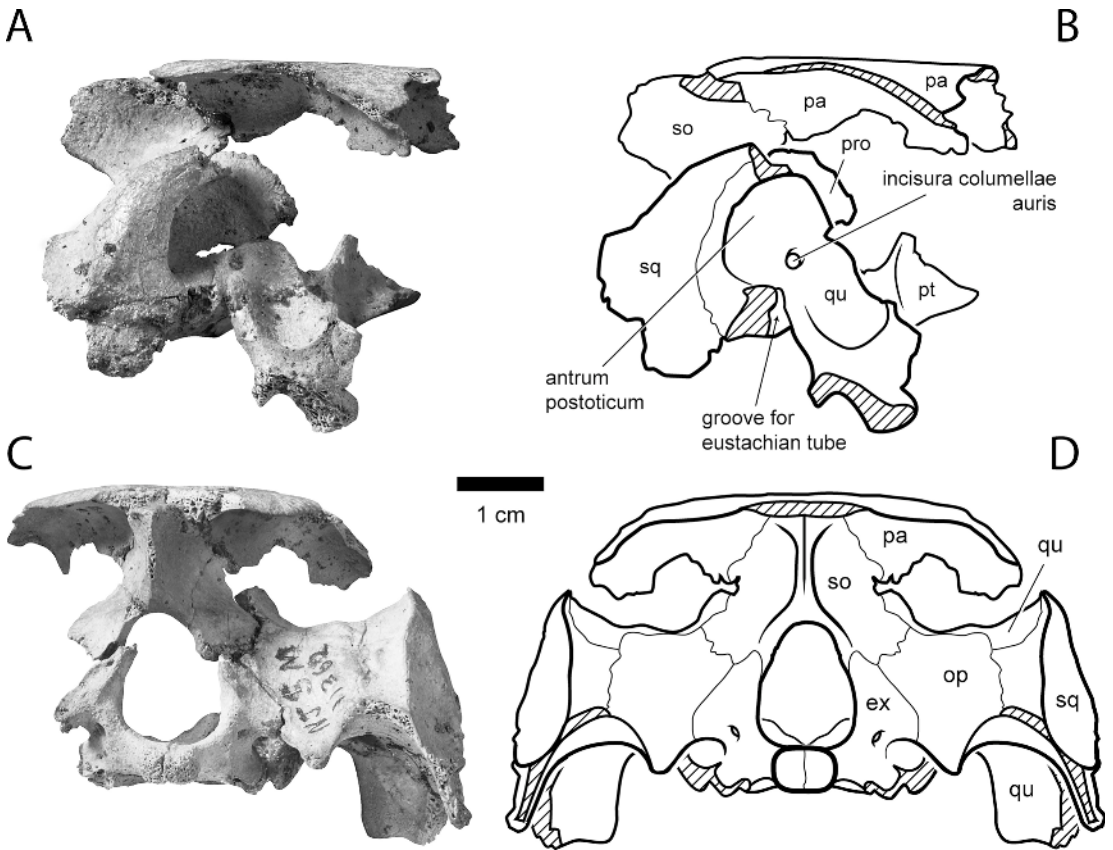 A
B
pa
pa
so
pro
incisura columellae
auris
sq
qu
pt
antrum
postoticum
groove for
eustachian tube
C
D
1 cm
pa
qu
so
op
ex
sq
qu